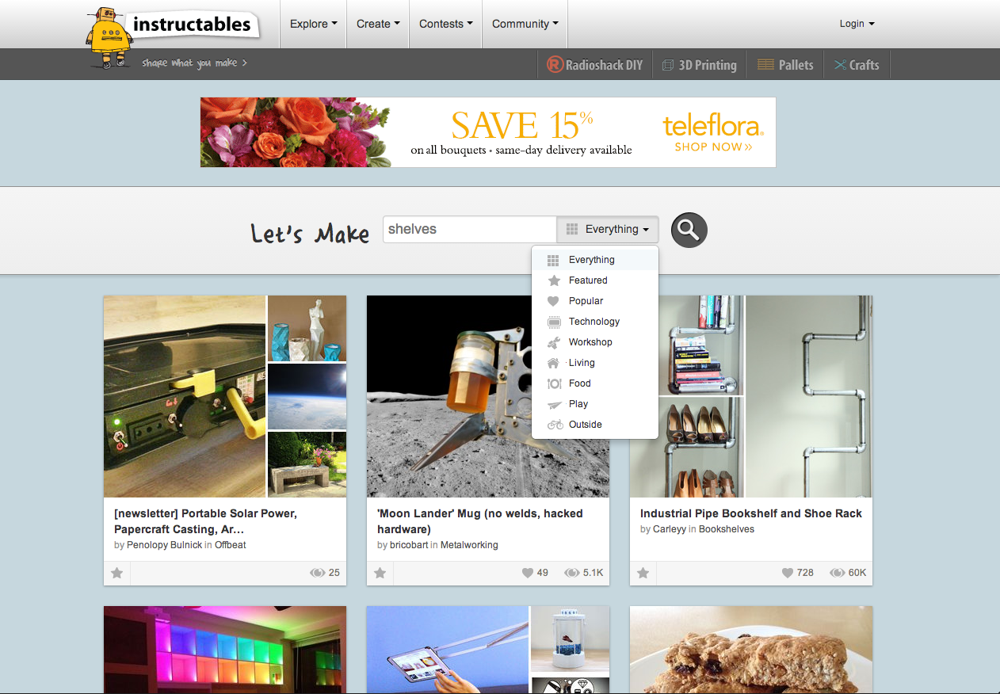 instructables
Explore
Create
Contests
Community
Login
share what you make >
R Radioshack DIY
3D Printing
Pallets
Crafts
SAVE 15%
on all bouquets • same-day delivery available
teleflora.
SHOP NOW »
Let's Make
shelves
Everything
Everything
Featured
Popular
Technology
Workshop
Living
Food
Play
Outside
[newsletter] Portable Solar Power,
Papercraft Casting, Ar…
by Penolopy Bulnick in Offbeat
25
'Moon Lander' Mug (no welds, hacked
hardware)
by bricobart in Metalworking
49
5.1K
Industrial Pipe Bookshelf and Shoe Rack
by Carleyy in Bookshelves
728
60K